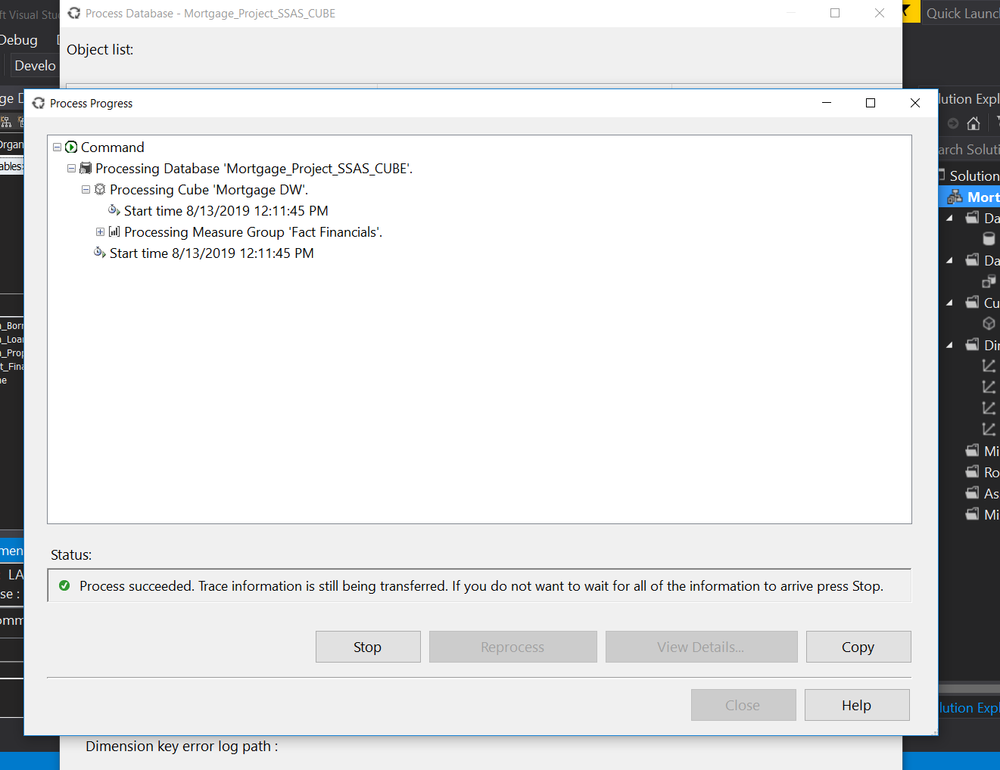 ft Visual Stu
Process Database - Mortgage_Project_SSAS_CUBE
Quick Launc
Debug
Object list:
Develo
ge D
Process Progress
lution Expl
Command
arch Soluti
Organ
Processing Database 'Mortgage_Project_SSAS_CUBE'.
ables>
Solution
Processing Cube 'Mortgage DW'.
Mort
Start time 8/13/2019 12:11:45 PM
Da
Processing Measure Group 'Fact Financials'.
Start time 8/13/2019 12:11:45 PM
Da
Cu
_Borr
_Loan
_Prop
Dir
t_Fina
ne
Mi
Ro
As
Mi
men
Status:
LA
Process succeeded. Trace information is still being transferred. If you do not want to wait for all of the information to arrive press Stop.
se :
omm
Stop
Reprocess
View Details...
Copy
Close
Help
lution Expl
Dimension key error log path :